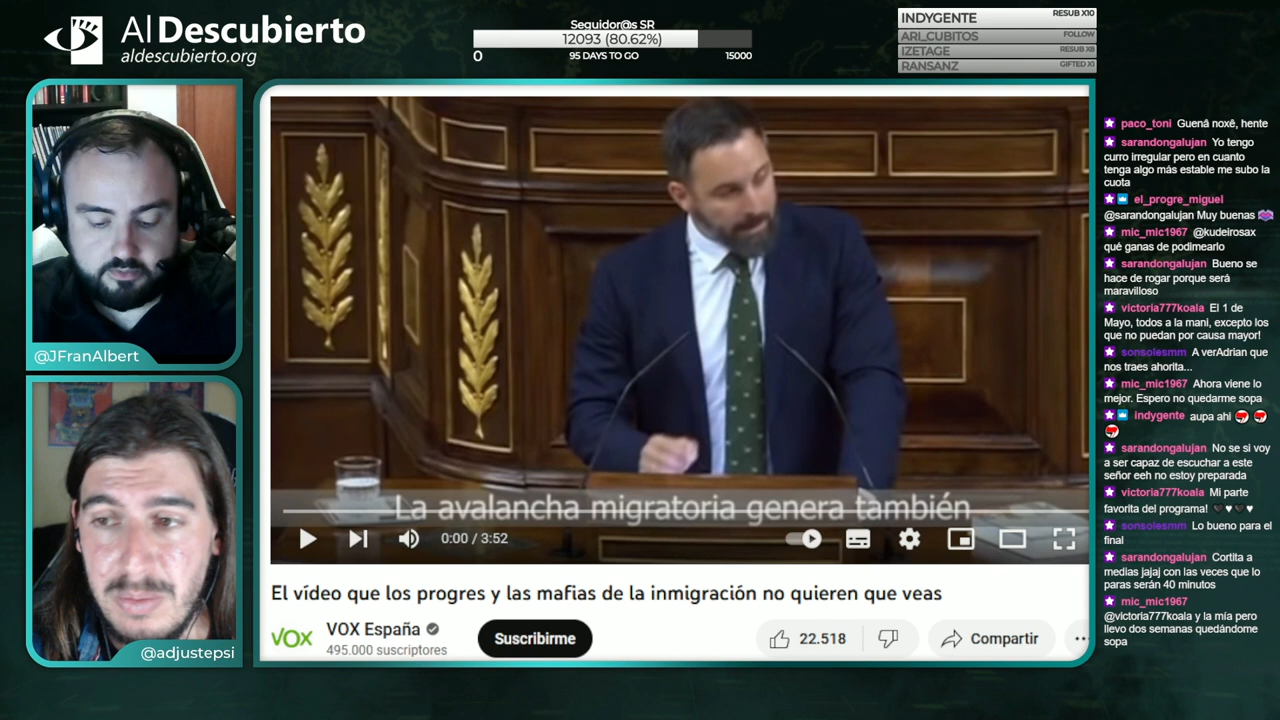 Al Descubierto
aldescubierto.org
Seguidor@s SR
12093 (80.62%)
0
95 DAYS TO GO
15000
INDYGENTE
RESUB X10
ARI_CUBITOS
FOLLOW
IZETAGE
RESUB X8
RANSANZ
GIFTED X1
@JFranAlbert
@adjustepsi
La avalancha migratoria genera también
0:00 / 3:52
El vídeo que los progres y las mafias de la inmigración no quieren que veas
VOX
VOX España
495.000 suscriptores
Suscribirme
22.518
Compartir
paco_toni Guenâ noxê, hente
sarandongalujan Yo tengo
curro irregular pero en cuanto
tenga algo más estable me subo la
cuota
el_progre_miguel
@sarandongalujan Muy buenas
mic_mic1967 @kudeirosax
qué ganas de podimearlo
sarandongalujan Bueno se
hace de rogar porque será
maravilloso
victoria777koala El 1 de
Mayo, todos a la mani, excepto los
que no puedan por causa mayor!
sonsolesmm A verAdrian que
nos traes ahorita...
mic_mic1967 Ahora viene lo
mejor. Espero no quedarme sopa
indygente aupa ahi
sarandongalujan No se si voy
a ser capaz de escuchar a este
señor eeh no estoy preparada
victoria777koala Mi parte
favorita del programa! 🖤♥🖤♥
sonsolesmm Lo bueno para el
final
sarandongalujan Cortita a
medias jajaj con las veces que lo
paras serán 40 minutos
mic_mic1967
@victoria777koala y la mía pero
llevo dos semanas quedándome
sopa